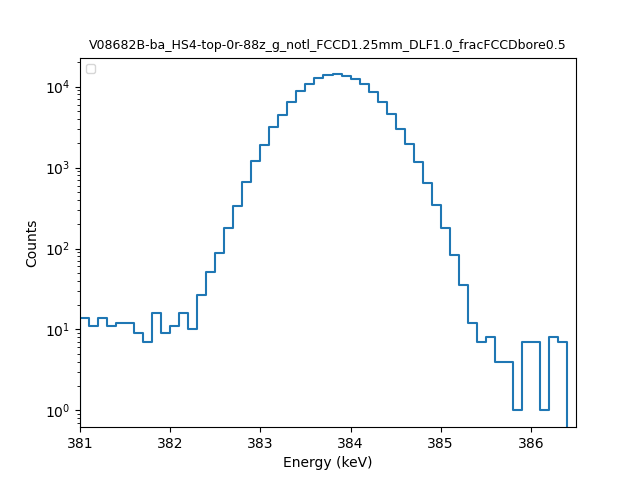 V08682B-ba_HS4-top-0r-88z_g_notl_FCCD1.25mm_DLF1.0_fracFCCDbore0.5
Counts
10⁴
10³
10²
10¹
10⁰
381 382 383 384 385 386
Energy (keV)